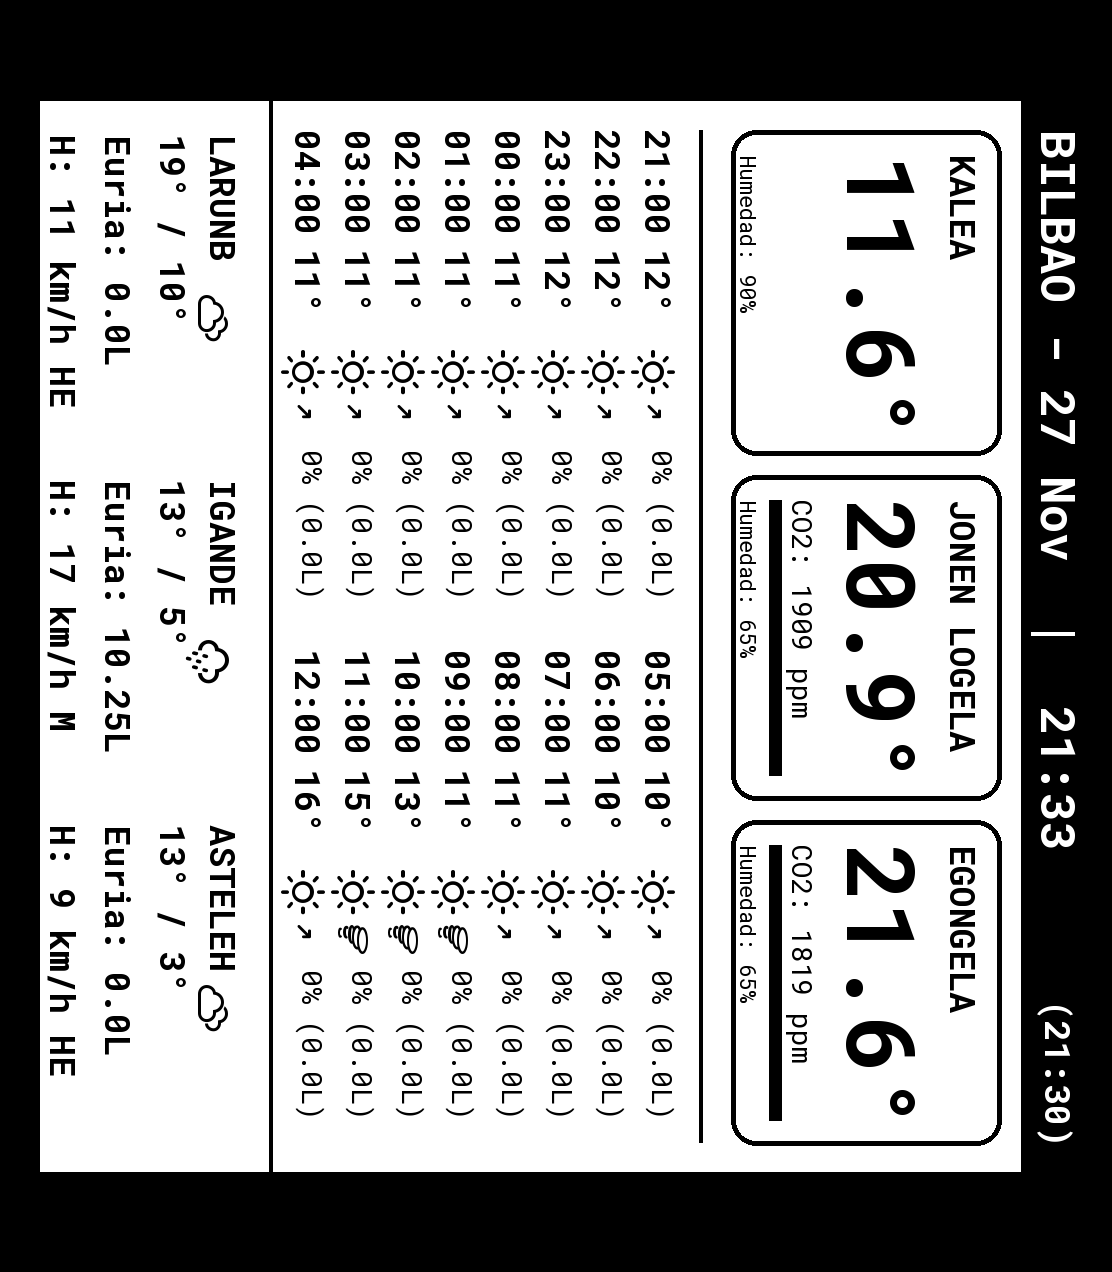 BILBAO - 27 Nov | 21:33 (21:30)
KALEA
11.6°
Humedad: 90%
JONEN LOGELA
20.9°
CO2: 1909 ppm
Humedad: 65%
EGONGELA
21.6°
CO2: 1819 ppm
Humedad: 65%
21:00 12° ↗ 0% (0.0L)
22:00 12° ↗ 0% (0.0L)
23:00 12° ↗ 0% (0.0L)
00:00 11° ↗ 0% (0.0L)
01:00 11° ↗ 0% (0.0L)
02:00 11° ↗ 0% (0.0L)
03:00 11° ↗ 0% (0.0L)
04:00 11° ↗ 0% (0.0L)
05:00 10° ↗ 0% (0.0L)
06:00 10° ↗ 0% (0.0L)
07:00 11° ↗ 0% (0.0L)
08:00 11° ↗ 0% (0.0L)
09:00 11° 0% (0.0L)
10:00 13° 0% (0.0L)
11:00 15° 0% (0.0L)
12:00 16° ↗ 0% (0.0L)
LARUNB
19° / 10°
Euria: 0.0L
H: 11 km/h HE
IGANDE
13° / 5°
Euria: 10.25L
H: 17 km/h M
ASTELEH
13° / 3°
Euria: 0.0L
H: 9 km/h HE